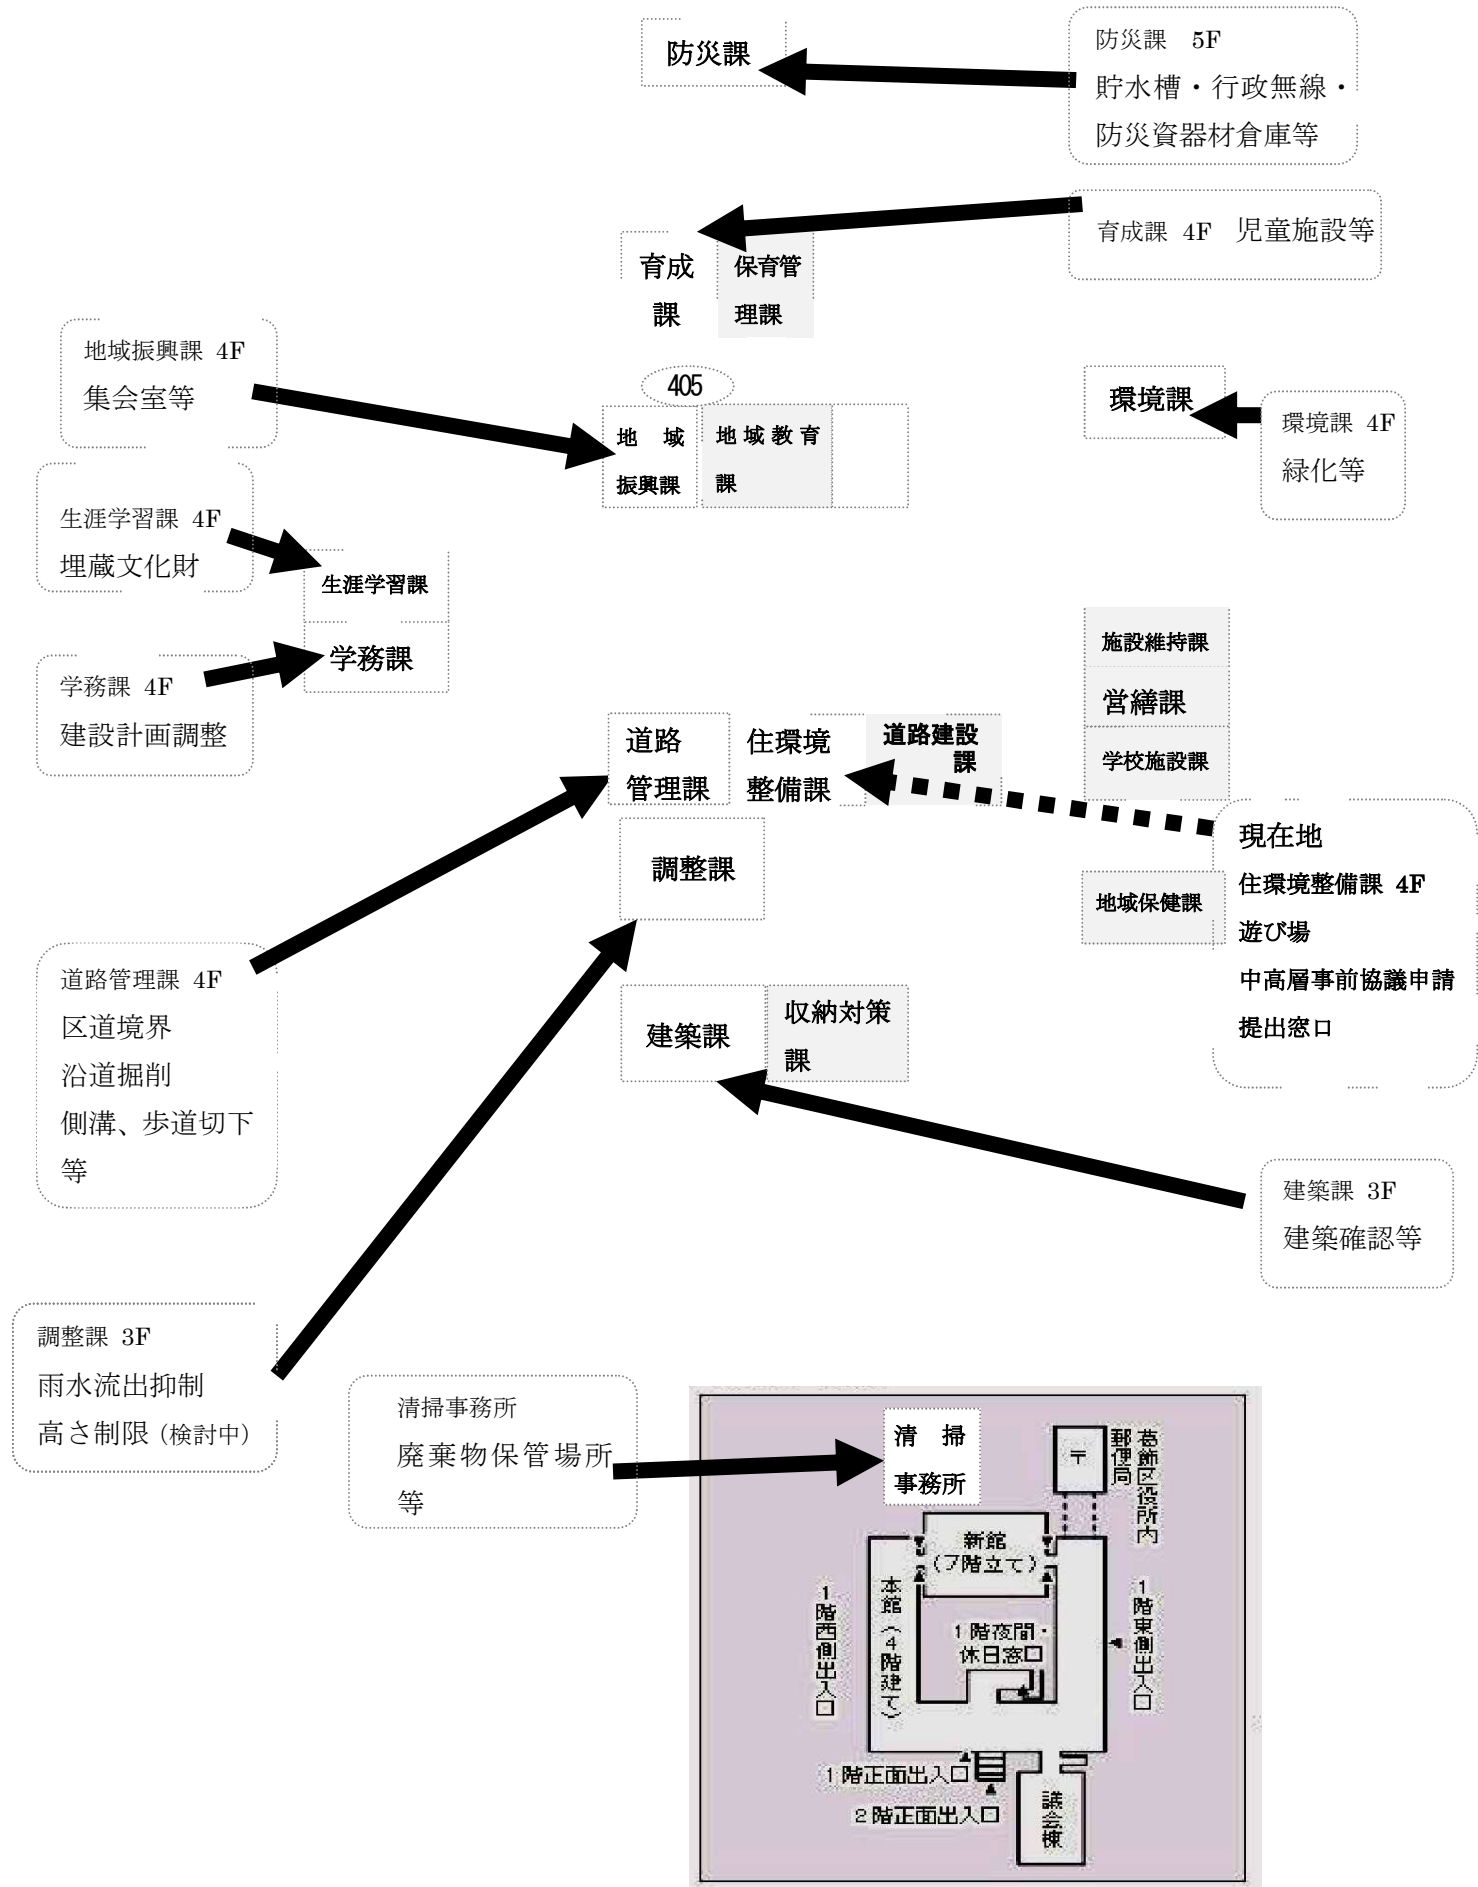 防災課
防災課 5F
貯水槽・行政無線・
防災資器材倉庫等
育成課 4F 児童施設等
育成
課
保育管
理課
地域振興課 4F
集会室等
405
地 域
振興課
地域教育
課
環境課
環境課 4F
緑化等
生涯学習課 4F
埋蔵文化財
生涯学習課
学務課
学務課 4F
建設計画調整
施設維持課
営繕課
学校施設課
道路
管理課
住環境
整備課
道路建設
課
調整課
地域保健課
現在地
住環境整備課 4F
遊び場
中高層事前協議申請
提出窓口
道路管理課 4F
区道境界
沿道掘削
側溝、歩道切下
等
建築課
収納対策
課
建築課 3F
建築確認等
調整課 3F
雨水流出抑制
高さ制限（検討中）
清掃事務所
廃棄物保管場所
等
清 掃
事務所
〒
葛飾区役所内
郵便局
新館
(7階立て)
本館(4階建て)
1階西側出入口
1階東側出入口
1階夜間・
休日窓口
1階正面出入口
2階正面出入口
議会棟